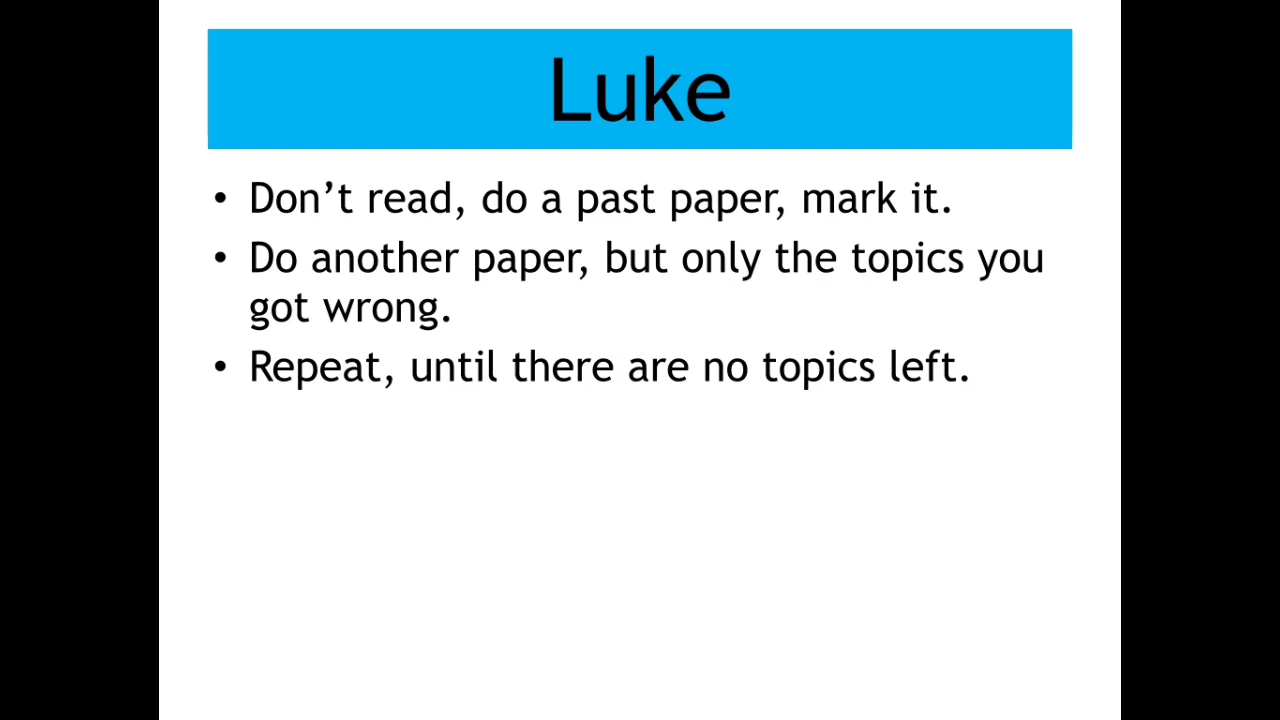 Luke
• Don’t read, do a past paper, mark it.
• Do another paper, but only the topics you
got wrong.
• Repeat, until there are no topics left.